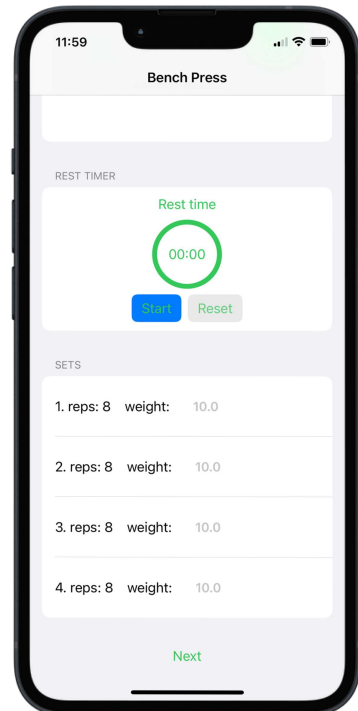 11:59
Bench Press
REST TIMER
Rest time
00:00
Start Reset
SETS
1. reps: 8 weight: 10.0
2. reps: 8 weight: 10.0
3. reps: 8 weight: 10.0
4. reps: 8 weight: 10.0
Next